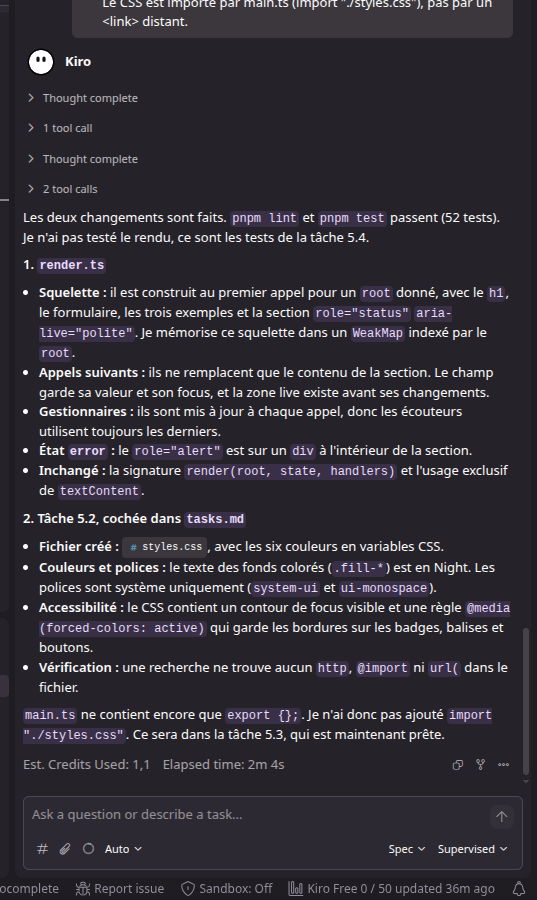 Le CSS est importé par main.ts (import "./styles.css"), pas par un
<link> distant.
Kiro
Thought complete
1 tool call
Thought complete
2 tool calls
Les deux changements sont faits. pnpm lint et pnpm test passent (52 tests).
Je n'ai pas testé le rendu, ce sont les tests de la tâche 5.4.
1. render.ts
• Squelette : il est construit au premier appel pour un root donné, avec le h1,
le formulaire, les trois exemples et la section role="status" aria-
live="polite". Je mémorise ce squelette dans un WeakMap indexé par le
root.
• Appels suivants : ils ne remplacent que le contenu de la section. Le champ
garde sa valeur et son focus, et la zone live existe avant ses changements.
• Gestionnaires : ils sont mis à jour à chaque appel, donc les écouteurs
utilisent toujours les derniers.
• État error : le role="alert" est sur un div à l'intérieur de la section.
• Inchangé : la signature render(root, state, handlers) et l'usage exclusif
de textContent.
2. Tâche 5.2, cochée dans tasks.md
• Fichier créé : # styles.css, avec les six couleurs en variables CSS.
• Couleurs et polices : le texte des fonds colorés (.fill-*) est en Night. Les
polices sont système uniquement (system-ui et ui-monospace).
• Accessibilité : le CSS contient un contour de focus visible et une règle @media
(forced-colors: active) qui garde les bordures sur les badges, balises et
boutons.
• Vérification : une recherche ne trouve aucun http, @import ni url( dans le
fichier.
main.ts ne contient encore que export {};. Je n'ai donc pas ajouté import
"./styles.css". Ce sera dans la tâche 5.3, qui est maintenant prête.
Est. Credits Used: 1,1 Elapsed time: 2m 4s
Ask a question or describe a task...
# Auto Spec Supervised
ocomplete Report issue Sandbox: Off Kiro Free 0 / 50 updated 36m ago